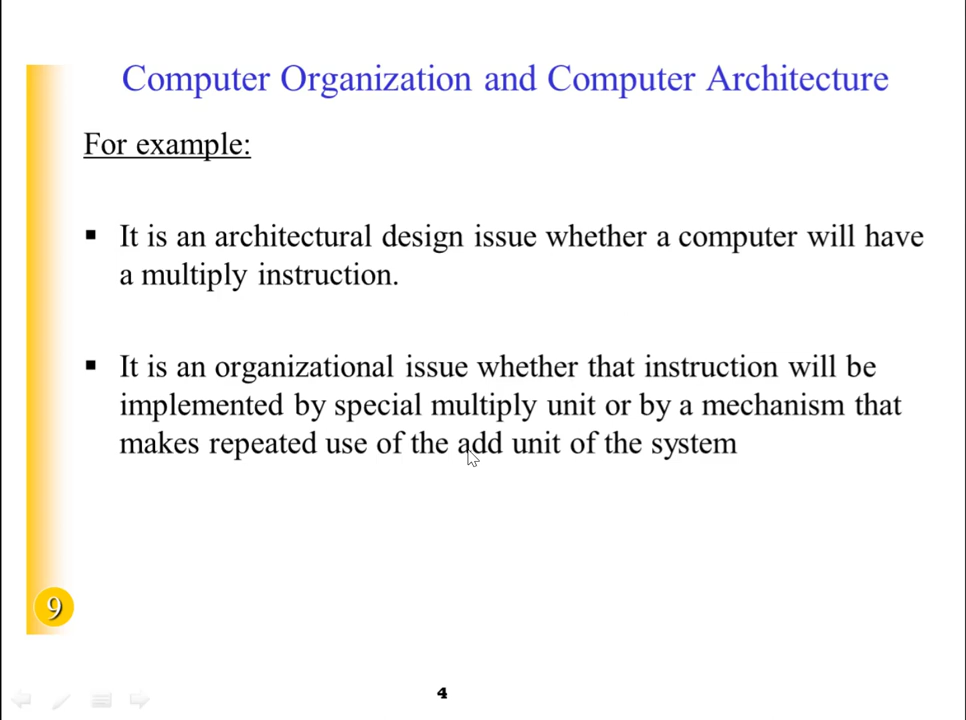 Computer Organization and Computer Architecture
For example:
▪ It is an architectural design issue whether a computer will have
a multiply instruction.
▪ It is an organizational issue whether that instruction will be
implemented by special multiply unit or by a mechanism that
makes repeated use of the add unit of the system
9
4